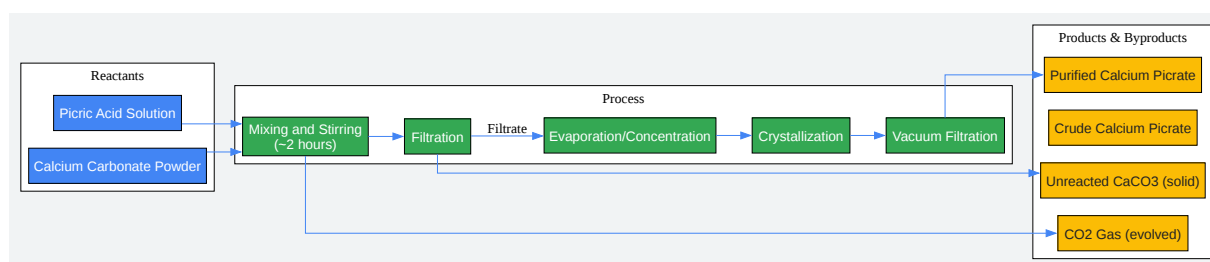 Products & Byproducts
Reactants
Purified Calcium Picrate
Process
Picric Acid Solution
Mixing and Stirring
(~2 hours)
Filtration
Filtrate
Evaporation/Concentration
Crystallization
Vacuum Filtration
Crude Calcium Picrate
Calcium Carbonate Powder
Unreacted CaCO3 (solid)
CO2 Gas (evolved)